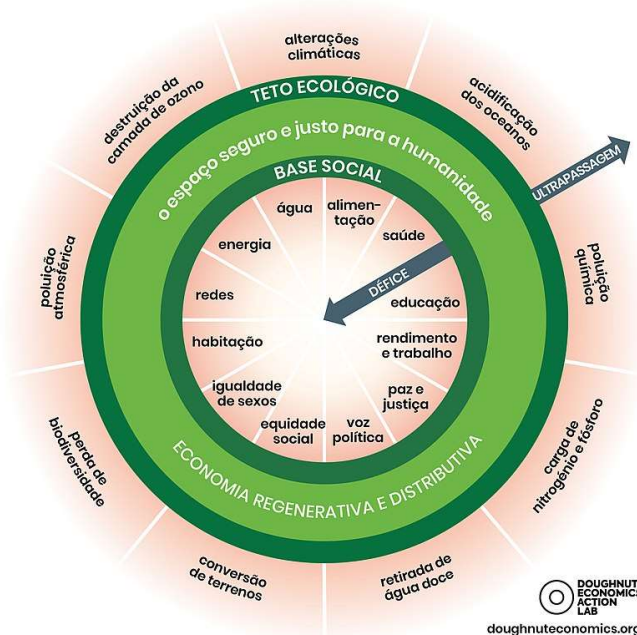 alterações
climáticas
acidificação
dos oceanos
destruição da
camada de ozono
TETO ECOLÓGICO
o espaço seguro e justo para a humanidade
BASE SOCIAL
ULTRAPASSAGEM
água
alimen-
tação
saúde
energia
DÉFICE
redes
educação
habitação
rendimento
e trabalho
igualdade
de sexos
paz e
justiça
equidade
social
voz
política
poluição
atmosférica
poluição
química
ECONOMIA REGENERATIVA E DISTRIBUTIVA
perda de
biodiversidade
carga de
nitrogénio e fósforo
conversão
de terrenos
retirada de
água doce
DOUGHNUT
ECONOMICS
ACTION
LAB
doughnuteconomics.org